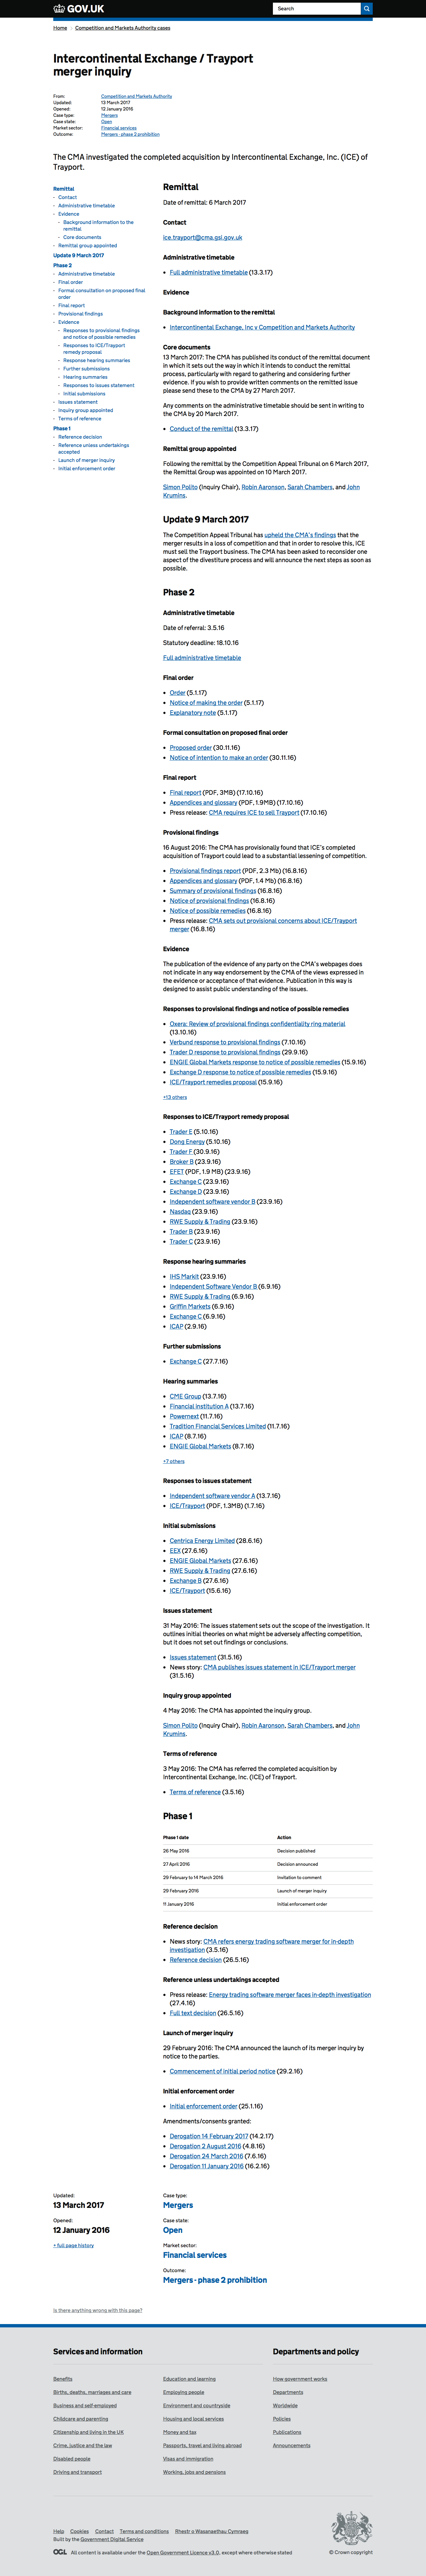 GOV.UK
Search
Home
Competition and Markets Authority cases
Intercontinental Exchange / Trayport
merger inquiry
From: Competition and Markets Authority
Updated: 13 March 2017
Opened: 12 January 2016
Case type: Mergers
Case state: Open
Market sector: Financial services
Outcome: Mergers - phase 2 prohibition
The CMA investigated the completed acquisition by Intercontinental Exchange, Inc. (ICE) of
Trayport.
Remittal
- Contact
- Administrative timetable
- Evidence
- Background information to the
remittal
- Core documents
- Remittal group appointed
Update 9 March 2017
Phase 2
- Administrative timetable
- Final order
- Formal consultation on proposed final
order
- Final report
- Provisional findings
- Evidence
- Responses to provisional findings
and notice of possible remedies
- Responses to ICE/Trayport
remedy proposal
- Response hearing summaries
- Further submissions
- Hearing summaries
- Responses to issues statement
- Initial submissions
- Issues statement
- Inquiry group appointed
- Terms of reference
Phase 1
- Reference decision
- Reference unless undertakings
accepted
- Launch of merger inquiry
- Initial enforcement order
Remittal
Date of remittal: 6 March 2017
Contact
ice.trayport@cma.gsi.gov.uk
Administrative timetable
• Full administrative timetable (13.3.17)
Evidence
Background information to the remittal
• Intercontinental Exchange, Inc v Competition and Markets Authority
Core documents
13 March 2017: The CMA has published its conduct of the remittal document
in which it sets out the way in which it intends to conduct the remittal
process, particularly with regard to gathering and considering further
evidence. If you wish to provide written comments on the remitted issue
please send these to the CMA by 27 March 2017.
Any comments on the administrative timetable should be sent in writing to
the CMA by 20 March 2017.
• Conduct of the remittal (13.3.17)
Remittal group appointed
Following the remittal by the Competition Appeal Tribunal on 6 March 2017,
the Remittal Group was appointed on 10 March 2017.
Simon Polito (Inquiry Chair), Robin Aaronson, Sarah Chambers, and John
Krumins.
Update 9 March 2017
The Competition Appeal Tribunal has upheld the CMA's findings that the
merger results in a loss of competition and that in order to resolve this, ICE
must sell the Trayport business. The CMA has been asked to reconsider one
aspect of the divestiture process and will announce the next steps as soon as
possible.
Phase 2
Administrative timetable
Date of referral: 3.5.16
Statutory deadline: 18.10.16
Full administrative timetable
Final order
• Order (5.1.17)
• Notice of making the order (5.1.17)
• Explanatory note (5.1.17)
Formal consultation on proposed final order
• Proposed order (30.11.16)
• Notice of intention to make an order (30.11.16)
Final report
• Final report (PDF, 3MB) (17.10.16)
• Appendices and glossary (PDF, 1.9MB) (17.10.16)
• Press release: CMA requires ICE to sell Trayport (17.10.16)
Provisional findings
16 August 2016: The CMA has provisionally found that ICE's completed
acquisition of Trayport could lead to a substantial lessening of competition.
• Provisional findings report (PDF, 2.3 Mb) (16.8.16)
• Appendices and glossary (PDF, 1.4 Mb) (16.8.16)
• Summary of provisional findings (16.8.16)
• Notice of provisional findings (16.8.16)
• Notice of possible remedies (16.8.16)
• Press release: CMA sets out provisional concerns about ICE/Trayport
merger (16.8.16)
Evidence
The publication of the evidence of any party on the CMA's webpages does
not indicate in any way endorsement by the CMA of the views expressed in
the evidence or acceptance of its accuracy. Publication in this way is
designed to assist public understanding of the issues.
Responses to provisional findings and notice of possible remedies
• Oxera: Review of provisional findings confidentiality ring material
(13.10.16)
• Verbund response to provisional findings (7.10.16)
• Trader D response to provisional findings (29.9.16)
• ENGIE Global Markets response to notice of possible remedies (15.9.16)
• Exchange D response to notice of possible remedies (15.9.16)
• ICE/Trayport remedies proposal (15.9.16)
+13 others
Responses to ICE/Trayport remedy proposal
• Trader E (5.10.16)
• Dong Energy (5.10.16)
• Trader F (30.9.16)
• Broker B (23.9.16)
• EFET (PDF, 1.9 MB) (23.9.16)
• Exchange C (23.9.16)
• Exchange D (23.9.16)
• Independent software vendor B (23.9.16)
• Nasdaq (23.9.16)
• RWE Supply & Trading (23.9.16)
• Trader B (23.9.16)
• Trader C (23.9.16)
Response hearing summaries
• IHS Markit (23.9.16)
• Independent Software Vendor B (6.9.16)
• RWE Supply & Trading (6.9.16)
• Griffin Markets (6.9.16)
• Exchange C (6.9.16)
• ICAP (2.9.16)
Further submissions
• Exchange C (27.7.16)
Hearing summaries
• CME Group (13.7.16)
• Financial institution A (13.7.16)
• Powernext (11.7.16)
• Tradition Financial Services Limited (11.7.16)
• ICAP (8.7.16)
• ENGIE Global Markets (8.7.16)
+7 others
Responses to issues statement
• Independent software vendor A (13.7.16)
• ICE/Trayport (PDF, 1.3MB) (1.7.16)
Initial submissions
• Centrica Energy Limited (28.6.16)
• EEX (27.6.16)
• ENGIE Global Markets (27.6.16)
• RWE Supply & Trading (27.6.16)
• Exchange B (27.6.16)
• ICE/Trayport (15.6.16)
Issues statement
31 May 2016: The issues statement sets out the scope of the investigation. It
outlines initial theories on what might be adversely affecting competition,
but it does not set out findings or conclusions.
• Issues statement (31.5.16)
• News story: CMA publishes issues statement in ICE/Trayport merger
(31.5.16)
Inquiry group appointed
4 May 2016: The CMA has appointed the inquiry group.
Simon Polito (Inquiry Chair), Robin Aaronson, Sarah Chambers, and John
Krumins.
Terms of reference
3 May 2016: The CMA has referred the completed acquisition by
Intercontinental Exchange, Inc. (ICE) of Trayport.
• Terms of reference (3.5.16)
Phase 1
Phase 1 date Action
26 May 2016 Decision published
27 April 2016 Decision announced
29 February to 14 March 2016 Invitation to comment
29 February 2016 Launch of merger inquiry
11 January 2016 Initial enforcement order
Reference decision
• News story: CMA refers energy trading software merger for in-depth
investigation (3.5.16)
• Reference decision (26.5.16)
Reference unless undertakings accepted
• Press release: Energy trading software merger faces in-depth investigation
(27.4.16)
• Full text decision (26.5.16)
Launch of merger inquiry
29 February 2016: The CMA announced the launch of its merger inquiry by
notice to the parties.
• Commencement of initial period notice (29.2.16)
Initial enforcement order
• Initial enforcement order (25.1.16)
Amendments/consents granted:
• Derogation 14 February 2017 (14.2.17)
• Derogation 2 August 2016 (4.8.16)
• Derogation 24 March 2016 (7.6.16)
• Derogation 11 January 2016 (16.2.16)
Updated:
13 March 2017
Opened:
12 January 2016
+ full page history
Case type:
Mergers
Case state:
Open
Market sector:
Financial services
Outcome:
Mergers - phase 2 prohibition
Is there anything wrong with this page?
Services and information
Benefits
Births, deaths, marriages and care
Business and self-employed
Childcare and parenting
Citizenship and living in the UK
Crime, justice and the law
Disabled people
Driving and transport
Education and learning
Employing people
Environment and countryside
Housing and local services
Money and tax
Passports, travel and living abroad
Visas and immigration
Working, jobs and pensions
Departments and policy
How government works
Departments
Worldwide
Policies
Publications
Announcements
Help Cookies Contact Terms and conditions Rhestr o Wasanaethau Cymraeg
Built by the Government Digital Service
OGL All content is available under the Open Government Licence v3.0, except where otherwise stated
© Crown copyright